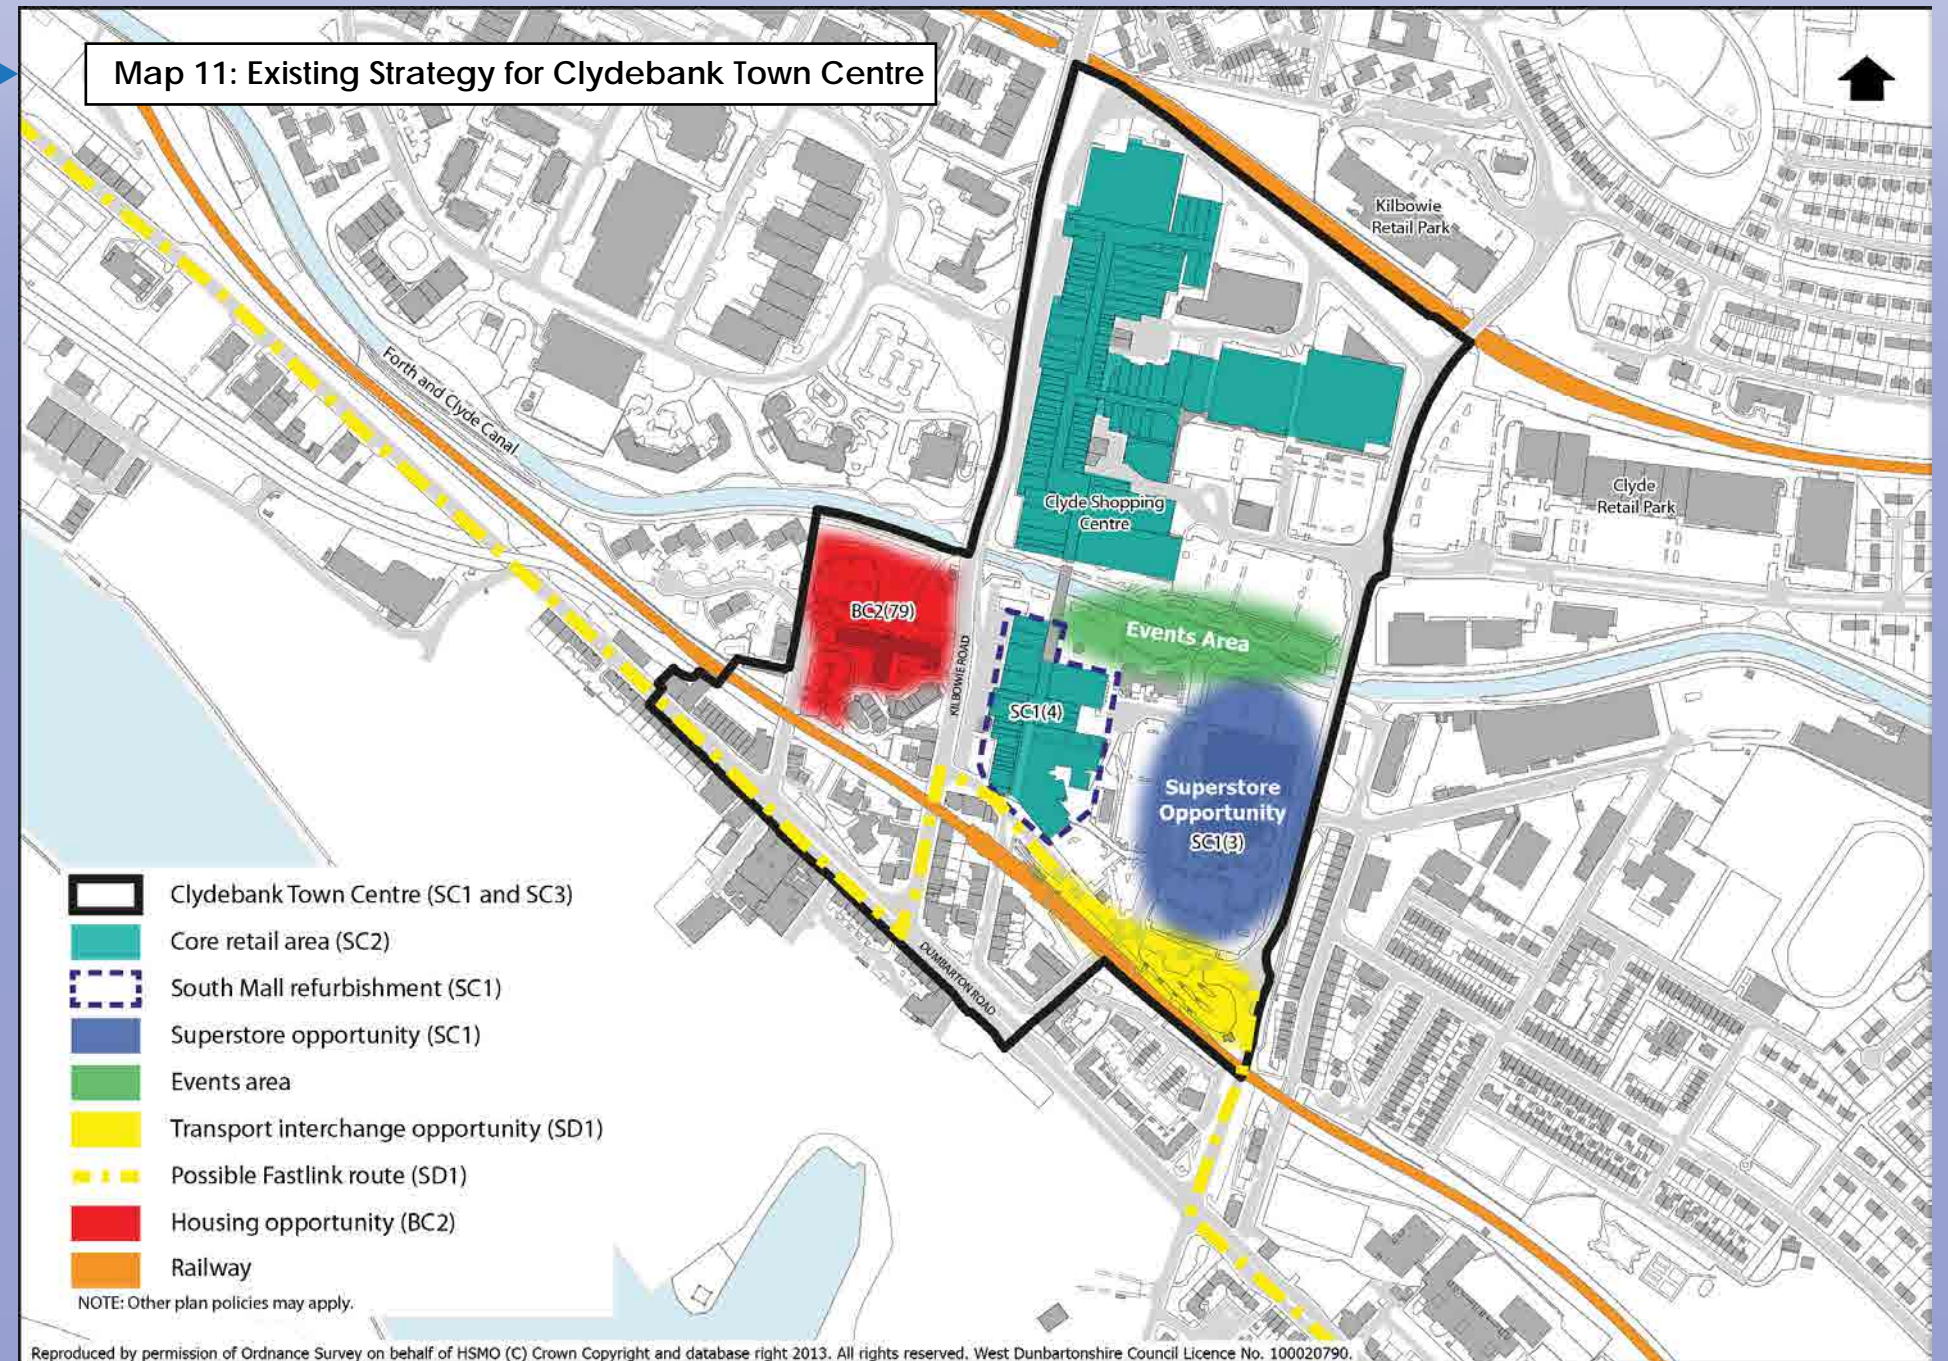 Map 11: Existing Strategy for Clydebank Town Centre
Kilbowie
Retail Park
Forth and Clyde Canal
Clyde
Retail Park
Clyde Shopping
Centre
BC2(79)
Events Area
KILBOWIE ROAD
SC1(4)
Superstore
Opportunity
SC1(3)
DUMBARTON ROAD
Clydebank Town Centre (SC1 and SC3)
Core retail area (SC2)
South Mall refurbishment (SC1)
Superstore opportunity (SC1)
Events area
Transport interchange opportunity (SD1)
Possible Fastlink route (SD1)
Housing opportunity (BC2)
Railway
NOTE: Other plan policies may apply.
Reproduced by permission of Ordnance Survey on behalf of HSMO (C) Crown Copyright and database right 2013. All rights reserved. West Dunbartonshire Council Licence No. 100020790.